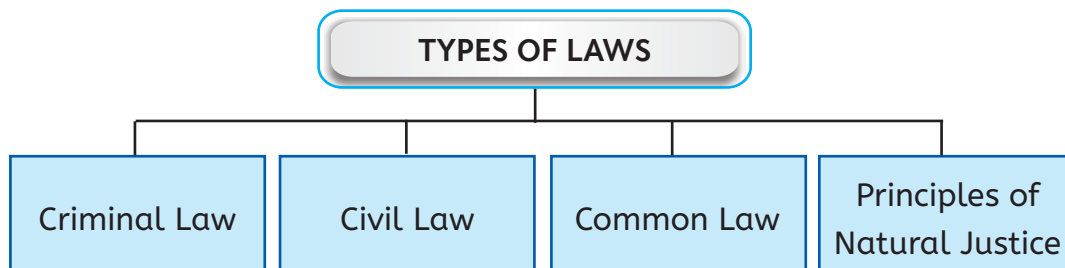 TYPES OF LAWS
Criminal Law
Civil Law
Common Law
Principles of
Natural Justice